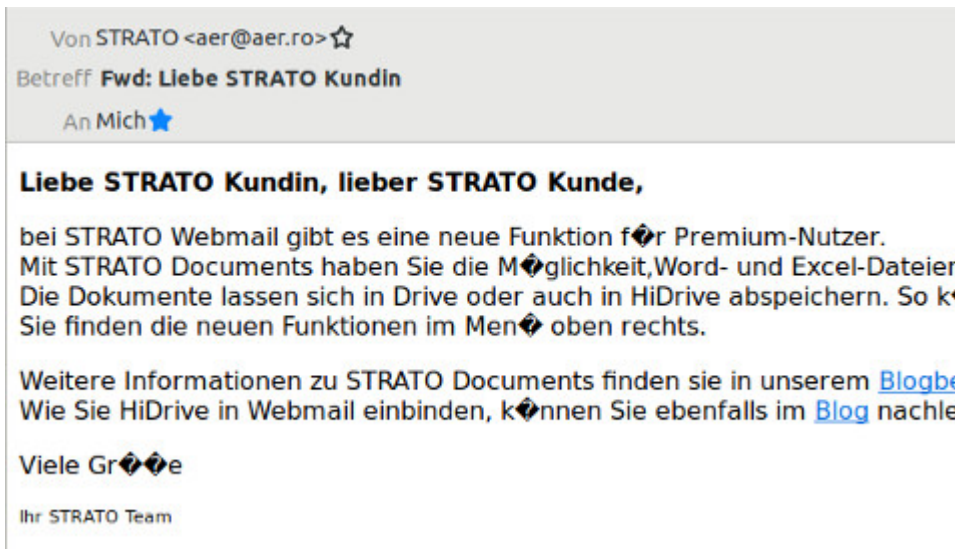 Von STRATO <aer@aer.ro>
Betreff Fwd: Liebe STRATO Kundin
An Mich
Liebe STRATO Kundin, lieber STRATO Kunde,
bei STRATO Webmail gibt es eine neue Funktion f�r Premium-Nutzer.
Mit STRATO Documents haben Sie die M�glichkeit,Word- und Excel-Dateien
Die Dokumente lassen sich in Drive oder auch in HiDrive abspeichern. So k�
Sie finden die neuen Funktionen im Men� oben rechts.
Weitere Informationen zu STRATO Documents finden sie in unserem Blogbe
Wie Sie HiDrive in Webmail einbinden, k�nnen Sie ebenfalls im Blog nachle
Viele Gr��e
Ihr STRATO Team